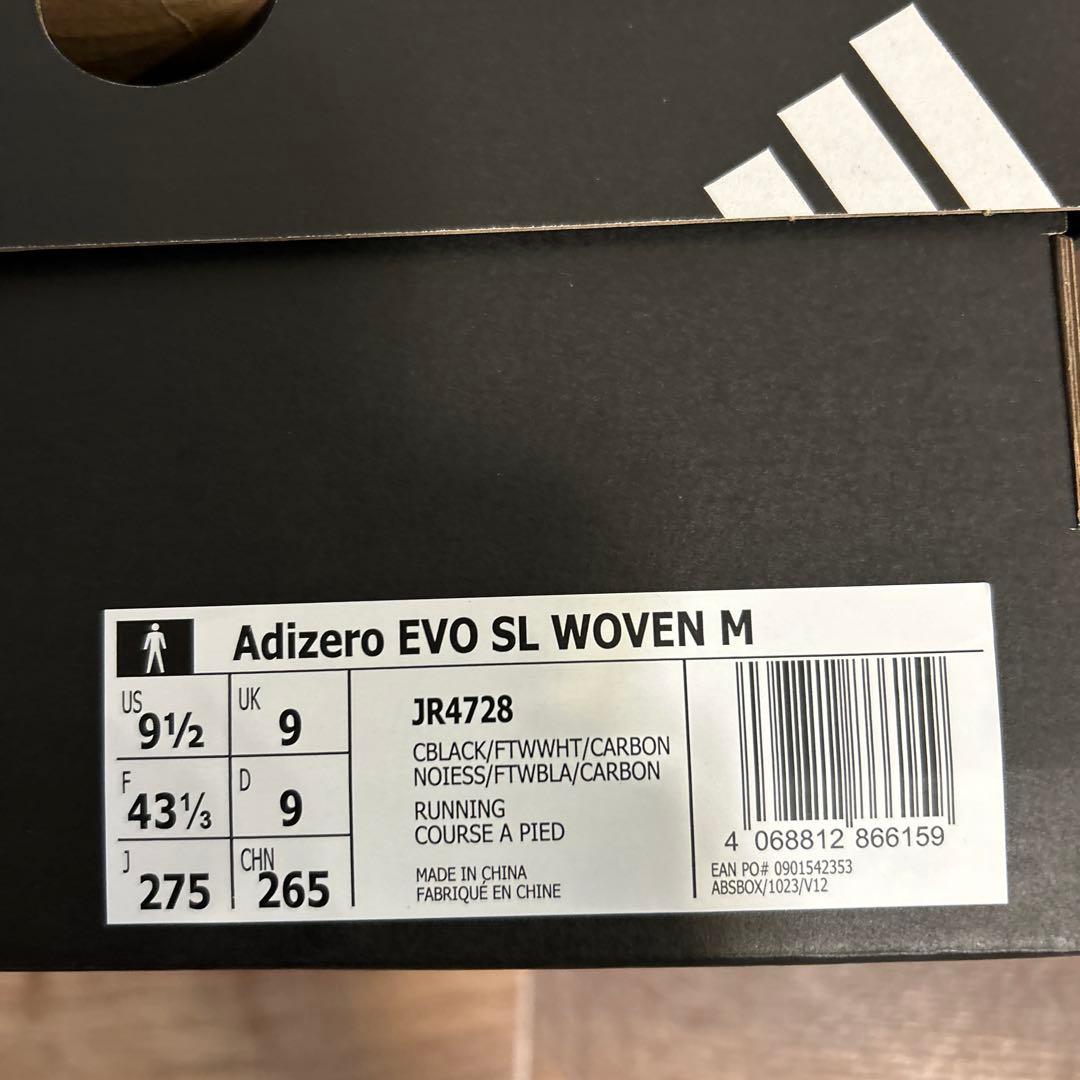 Adizero EVO SL WOVEN M
US 9½ UK 9
F 43⅓ D 9
J 275 CHN 265
JR4728
CBLACK/FTWWHT/CARBON
NOIESS/FTWBLA/CARBON
RUNNING
COURSE A PIED
MADE IN CHINA
FABRIQUÉ EN CHINE
4 068812 866159
EAN PO# 0901542353
ABSBOX/1023/V12